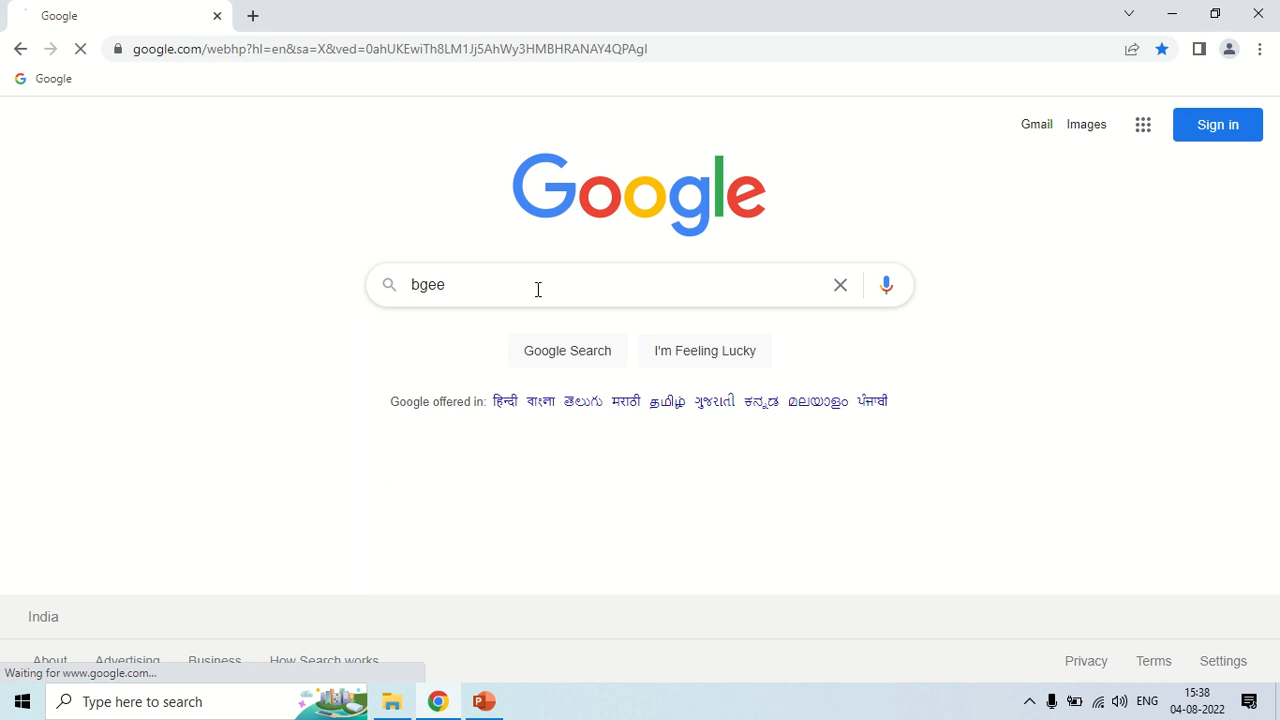 Google
google.com/webhp?hl=en&sa=X&ved=0ahUKEwiTh8LM1Jj5AhWy3HMBHRANAY4QPAgI
Google
Gmail Images Sign in
Google
bgee
Google Search I'm Feeling Lucky
Google offered in: हिन्दी বাংলা తెలుగు मराठी தமிழ் ગુજરાતી ಕನ್ನಡ മലയാളം ਪੰਜਾਬੀ
India
About Advertising Business How Search works Privacy Terms Settings
Waiting for www.google.com...
Type here to search ENG 15:38
04-08-2022